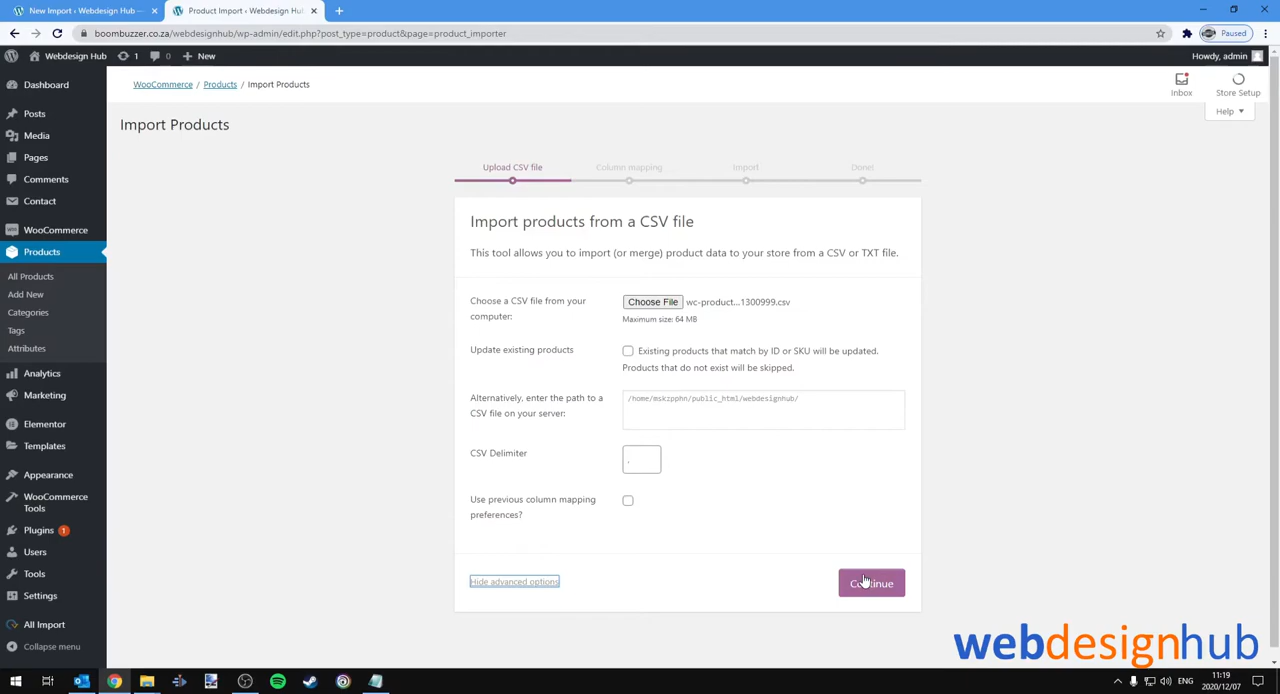 New Import ‹ Webdesign Hub —
Product Import ‹ Webdesign Hub
boombuzzer.co.za/webdesignhub/wp-admin/edit.php?post_type=product&page=product_importer
Paused
Webdesign Hub
1
0
New
Howdy, admin
Dashboard
Posts
Media
Pages
Comments
Contact
WooCommerce
Products
All Products
Add New
Categories
Tags
Attributes
Analytics
Marketing
Elementor
Templates
Appearance
WooCommerce
Tools
Plugins 1
Users
Tools
Settings
All Import
Collapse menu
WooCommerce / Products / Import Products
Inbox
Store Setup
Help
Import Products
Upload CSV file
Column mapping
Import
Done!
Import products from a CSV file
This tool allows you to import (or merge) product data to your store from a CSV or TXT file.
Choose a CSV file from your
computer:
Choose File wc-product...1300999.csv
Maximum size: 64 MB
Update existing products
Existing products that match by ID or SKU will be updated.
Products that do not exist will be skipped.
Alternatively, enter the path to a
CSV file on your server:
/home/mskzpphn/public_html/webdesignhub/
CSV Delimiter
,
Use previous column mapping
preferences?
Hide advanced options
Continue
webdesignhub
ENG
11:19
2020/12/07